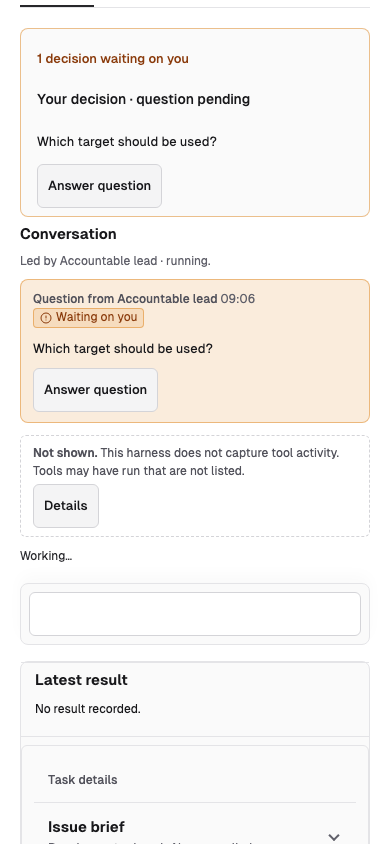 1 decision waiting on you
Your decision · question pending
Which target should be used?
Answer question
Conversation
Led by Accountable lead · running.
Question from Accountable lead 09:06
Waiting on you
Which target should be used?
Answer question
Not shown. This harness does not capture tool activity.
Tools may have run that are not listed.
Details
Working…
Latest result
No result recorded.
Task details
Issue brief